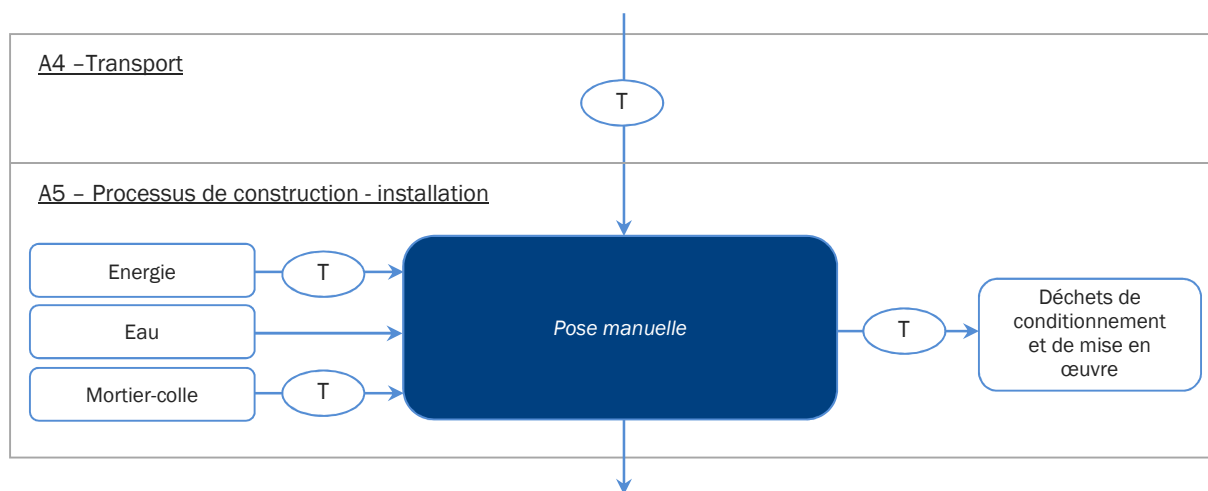 A4 –Transport
T
A5 – Processus de construction - installation
Energie
T
Eau
Mortier-colle
T
Pose manuelle
T
Déchets de
conditionnement
et de mise en
œuvre